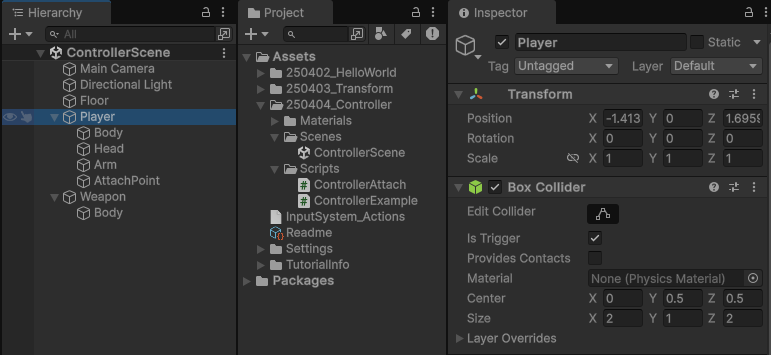 Hierarchy
All
ControllerScene
Main Camera
Directional Light
Floor
Player
Body
Head
Arm
AttachPoint
Weapon
Body
Project
Assets
250402_HelloWorld
250403_Transform
250404_Controller
Materials
Scenes
ControllerScene
Scripts
ControllerAttach
ControllerExample
InputSystem_Actions
Readme
Settings
TutorialInfo
Packages
Inspector
Player Static
Tag Untagged Layer Default
Transform
Position X -1.413 Y 0 Z 1.695
Rotation X 0 Y 0 Z 0
Scale X 1 Y 1 Z 1
Box Collider
Edit Collider
Is Trigger
Provides Contacts
Material None (Physics Material)
Center X 0 Y 0.5 Z 0.5
Size X 2 Y 1 Z 2
Layer Overrides